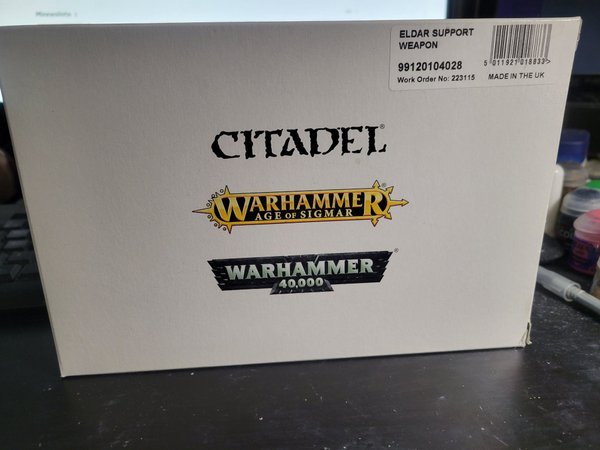 ELDAR SUPPORT
WEAPON
99120104028
Work Order No: 223115
5 011921 018833>
MADE IN THE UK
CITADEL®
WARHAMMER®
AGE OF SIGMAR
WARHAMMER®
40,000